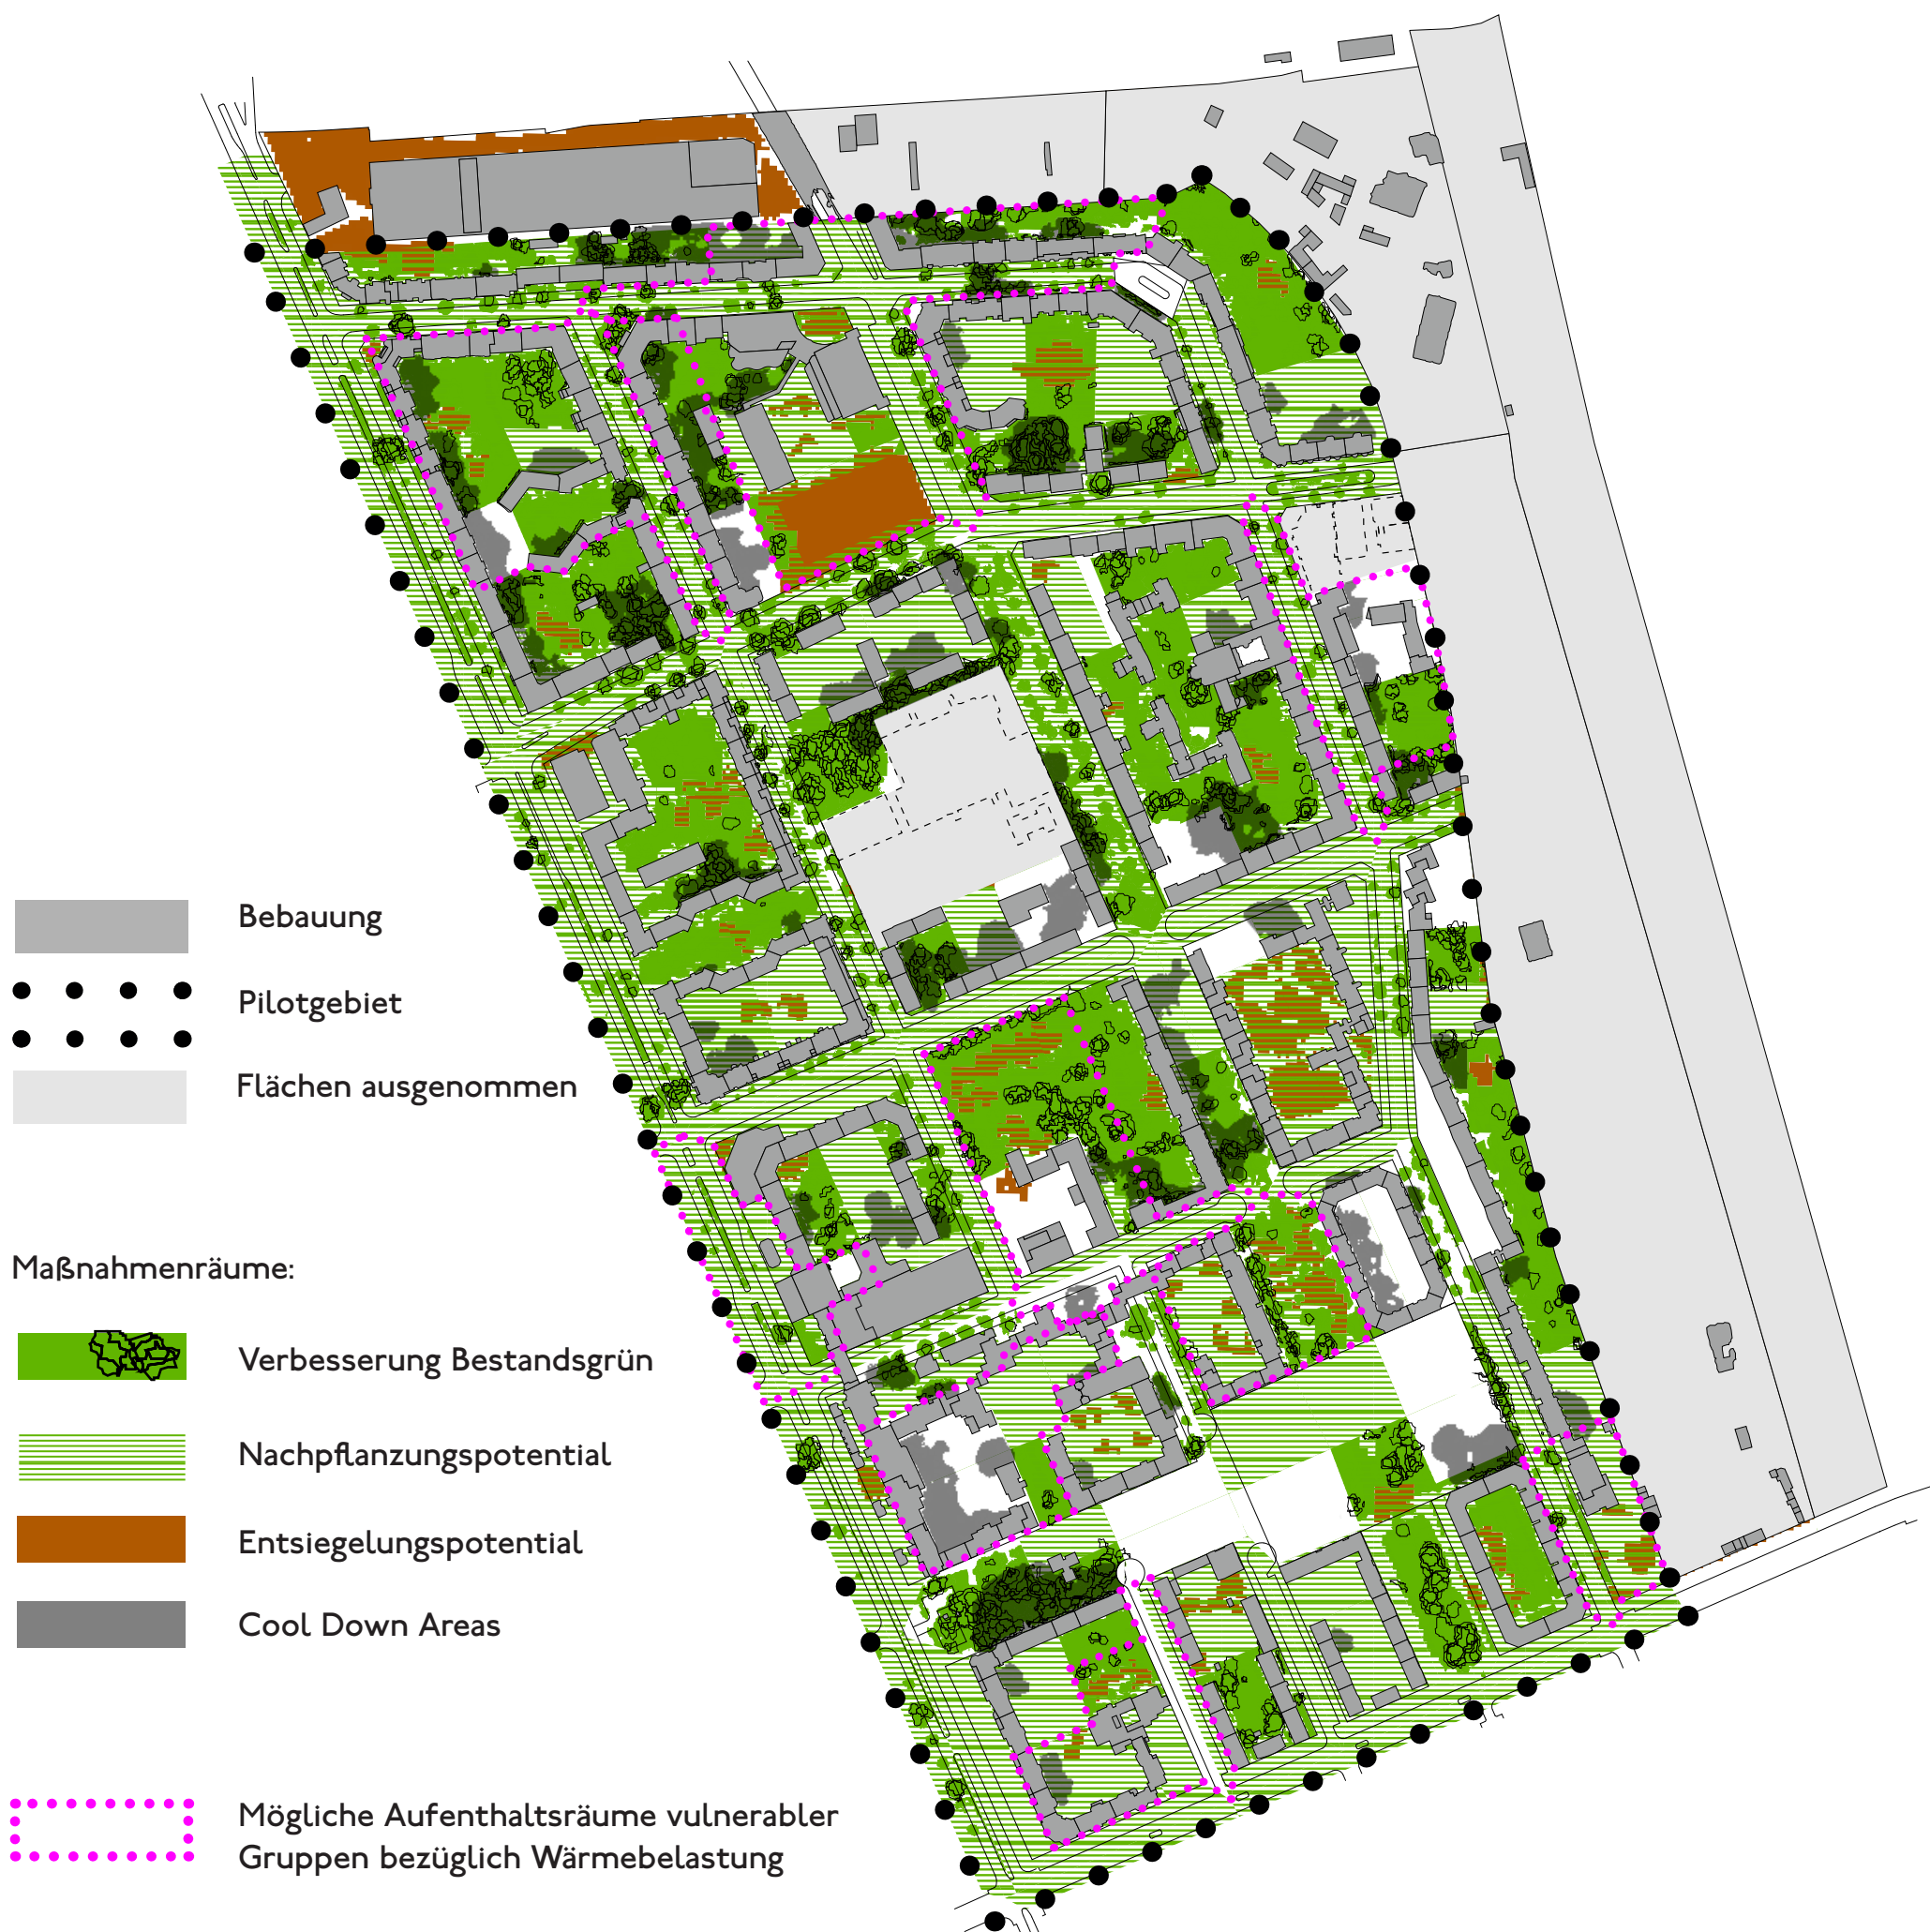 Bebauung
Pilotgebiet
Flächen ausgenommen
Maßnahmenräume:
Verbesserung Bestandsgrün
Nachpflanzungspotential
Entsiegelungspotential
Cool Down Areas
Mögliche Aufenthaltsräume vulnerabler
Gruppen bezüglich Wärmebelastung